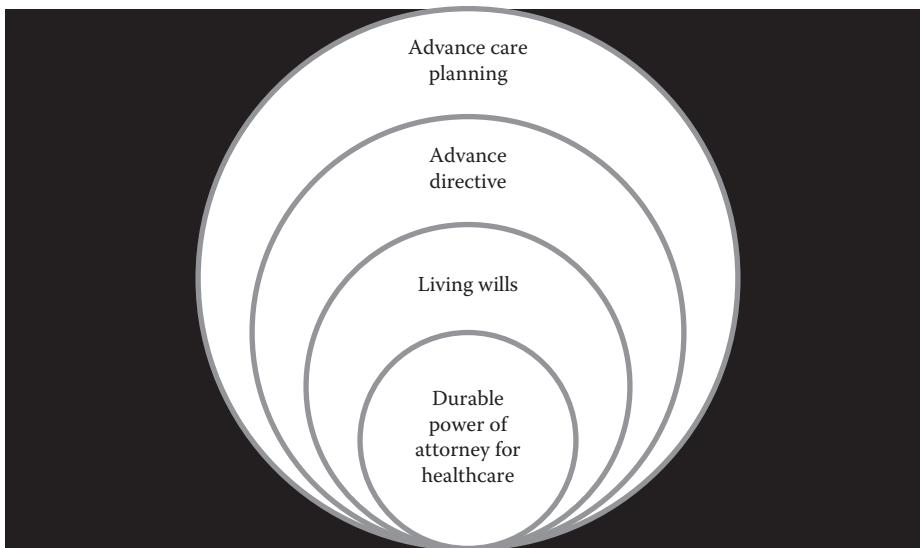 Advance care
planning
Advance
directive
Living wills
Durable
power of
attorney for
healthcare